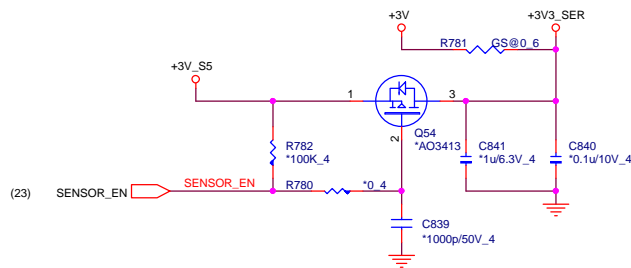 +3V
+3V3_SER
R781
GS@0_6
+3V_S5
1
3
2
Q54
*AO3413
R782
*100K_4
C841
*1u/6.3V_4
C840
*0.1u/10V_4
(23)
SENSOR_EN
SENSOR_EN
R780
*0_4
C839
*1000p/50V_4